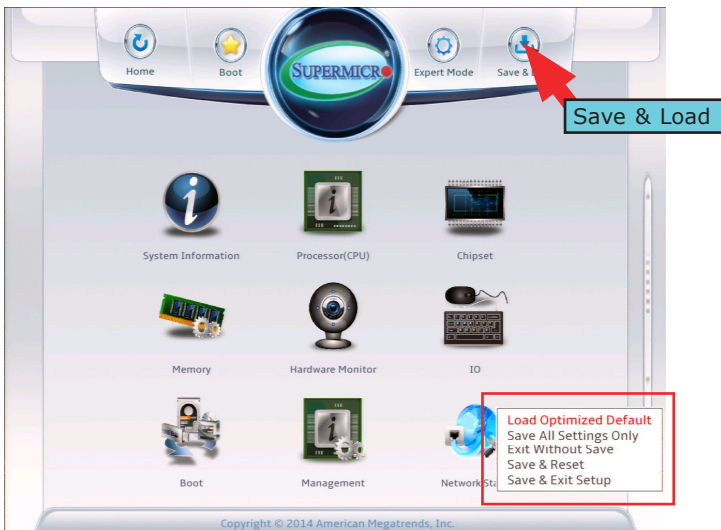 Home
Boot
SUPERMICRO
Expert Mode
Save &
Save & Load
System Information
Processor(CPU)
Chipset
Memory
Hardware Monitor
IO
Boot
Management
Network Sta
Load Optimized Default
Save All Settings Only
Exit Without Save
Save & Reset
Save & Exit Setup
Copyright © 2014 American Megatrends, Inc.